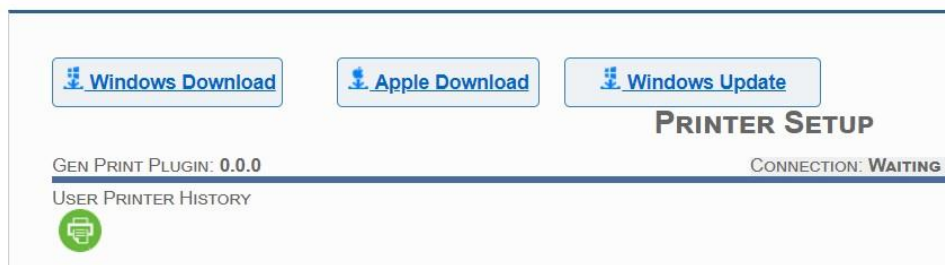 Windows Download Apple Download Windows Update
PRINTER SETUP
GEN PRINT PLUGIN: 0.0.0 CONNECTION: WAITING
USER PRINTER HISTORY